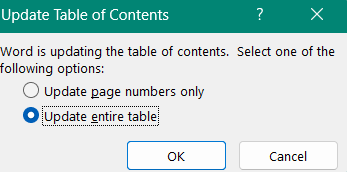 Update Table of Contents ? ×
Word is updating the table of contents. Select one of the
following options:
Update page numbers only
Update entire table
OK Cancel